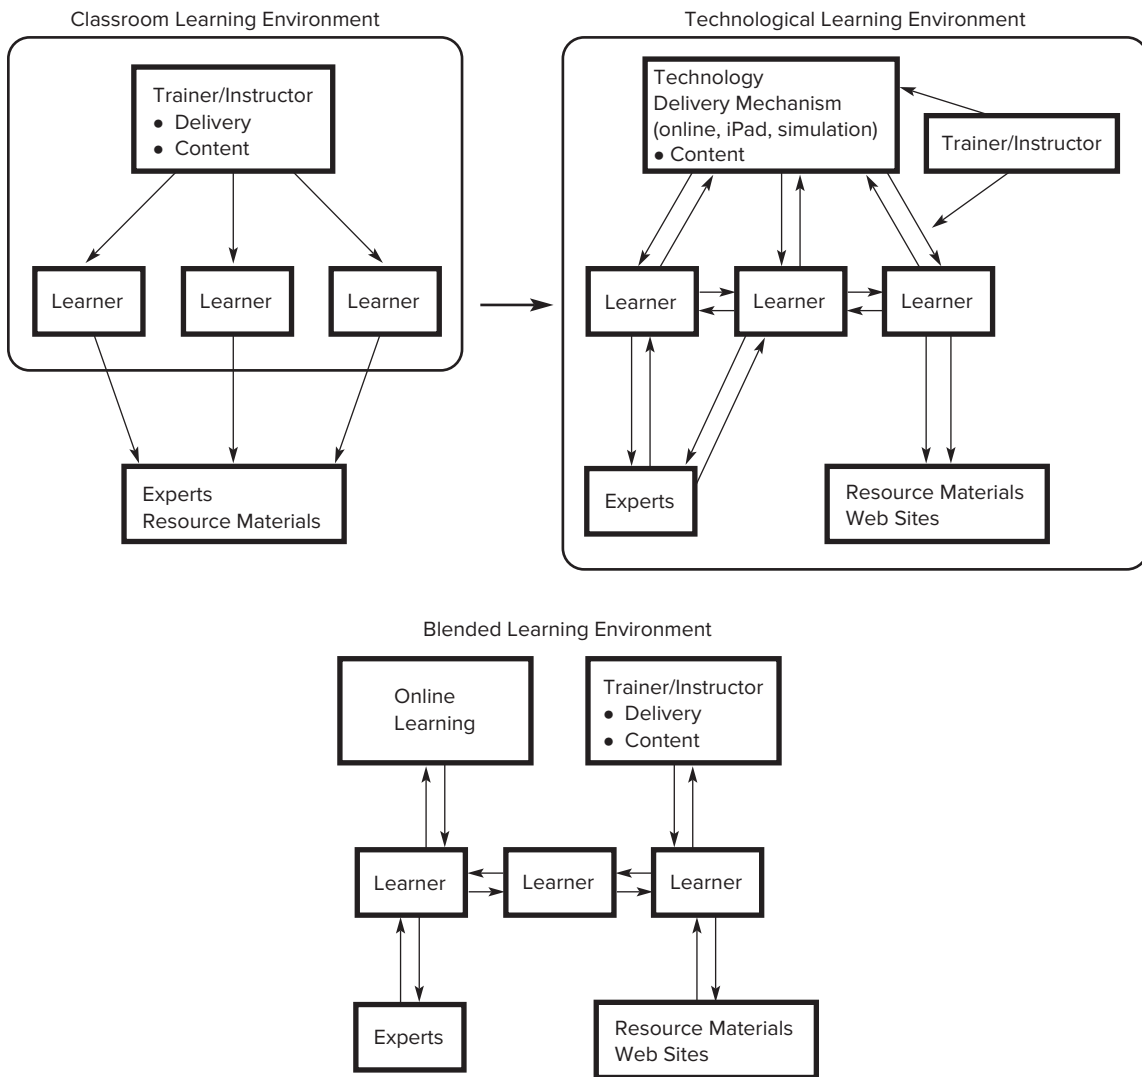 Classroom Learning Environment
Trainer/Instructor
● Delivery
● Content
Learner
Learner
Learner
Experts
Resource Materials
Technological Learning Environment
Technology
Delivery Mechanism
(online, iPad, simulation)
● Content
Trainer/Instructor
Learner
Learner
Learner
Experts
Resource Materials
Web Sites
Blended Learning Environment
Online
Learning
Trainer/Instructor
● Delivery
● Content
Learner
Learner
Learner
Experts
Resource Materials
Web Sites